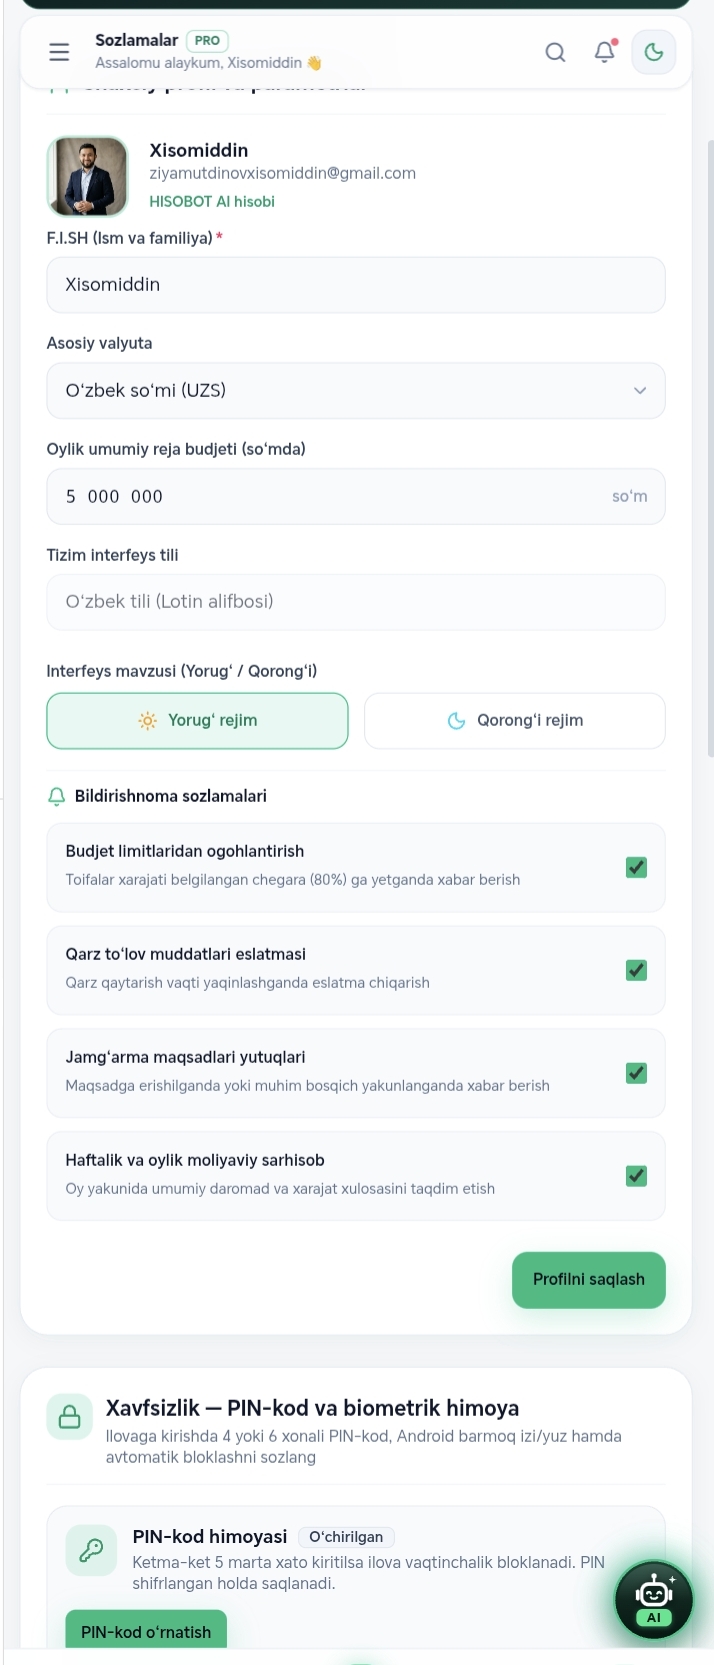 Sozlamalar PRO
Assalomu alaykum, Xisomiddin 👋
Xisomiddin
ziyamutdinovxisomiddin@gmail.com
HISOBOT AI hisobi
F.I.SH (Ism va familiya) *
Xisomiddin
Asosiy valyuta
O‘zbek so‘mi (UZS)
Oylik umumiy reja budjeti (so‘mda)
5 000 000 so‘m
Tizim interfeys tili
O‘zbek tili (Lotin alifbosi)
Interfeys mavzusi (Yorug‘ / Qorong‘i)
Yorug‘ rejim Qorong‘i rejim
Bildirishnoma sozlamalari
Budjet limitlaridan ogohlantirish
Toifalar xarajati belgilangan chegara (80%) ga yetganda xabar berish
Qarz to‘lov muddatlari eslatmasi
Qarz qaytarish vaqti yaqinlashganda eslatma chiqarish
Jamg‘arma maqsadlari yutuqlari
Maqsadga erishilganda yoki muhim bosqich yakunlanganda xabar berish
Haftalik va oylik moliyaviy sarhisob
Oy yakunida umumiy daromad va xarajat xulosasini taqdim etish
Profilni saqlash
Xavfsizlik — PIN-kod va biometrik himoya
Ilovaga kirishda 4 yoki 6 xonali PIN-kod, Android barmoq izi/yuz hamda
avtomatik bloklashni sozlang
PIN-kod himoyasi O‘chirilgan
Ketma-ket 5 marta xato kiritilsa ilova vaqtinchalik bloklanadi. PIN
shifrlangan holda saqlanadi.
AI
PIN-kod o‘rnatish